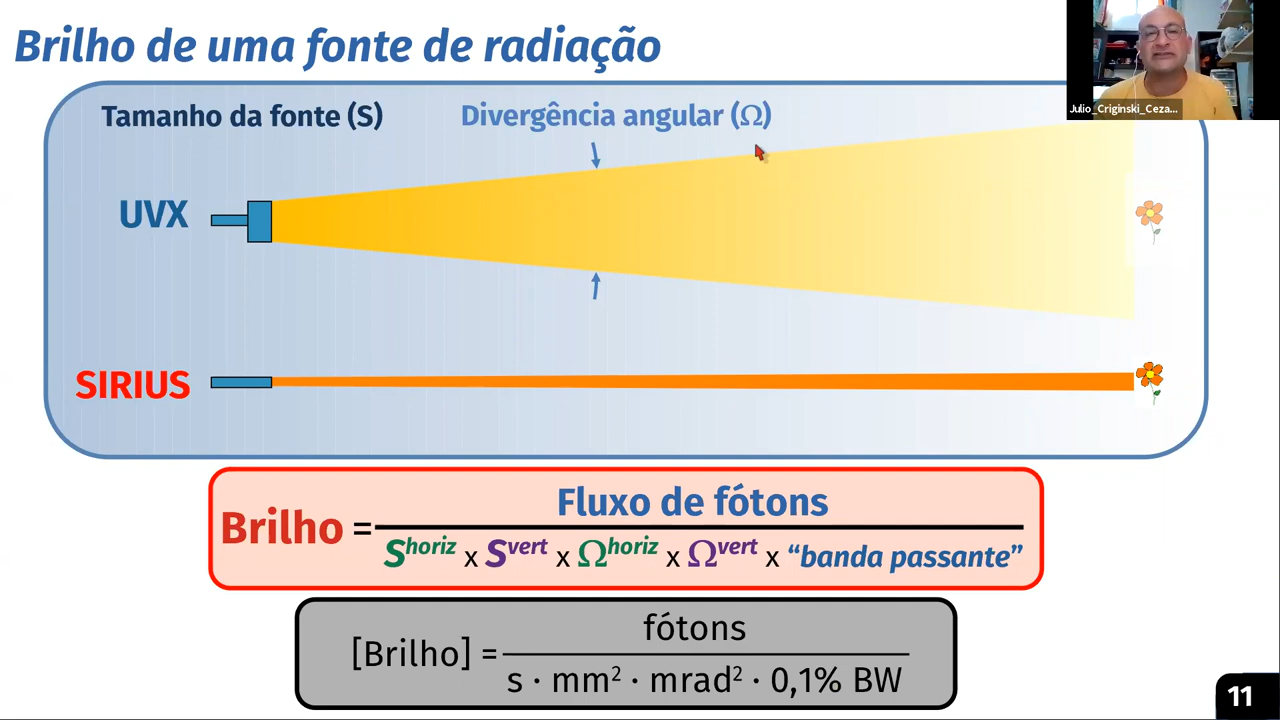 Brilho de uma fonte de radiação
Julio_Criginski_Ceza...
Tamanho da fonte (S)
Divergência angular (Ω)
UVX
SIRIUS
Fluxo de fótons
Brilho =
S^horiz x S^vert x Ω^horiz x Ω^vert x “banda passante”
fótons
[Brilho] =
s · mm² · mrad² · 0,1% BW
11